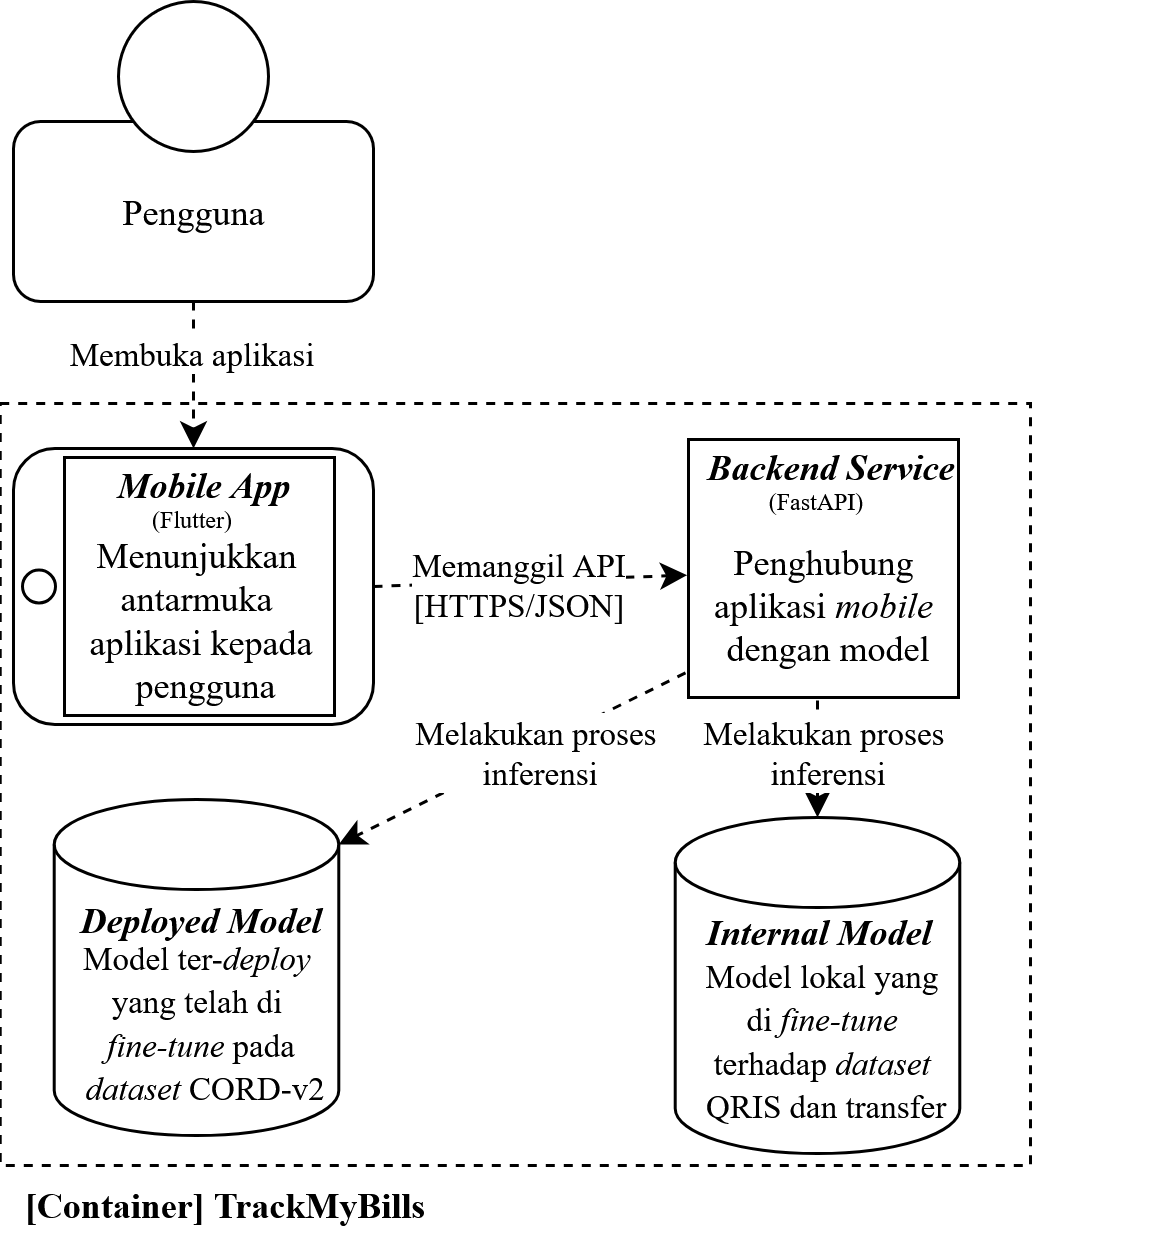 Pengguna
Membuka aplikasi
Mobile App
(Flutter)
Menunjukkan
antarmuka
aplikasi kepada
pengguna
Memanggil API
[HTTPS/JSON]
Backend Service
(FastAPI)
Penghubung
aplikasi mobile
dengan model
Melakukan proses
inferensi
Melakukan proses
inferensi
Deployed Model
Model ter-deploy
yang telah di
fine-tune pada
dataset CORD-v2
Internal Model
Model lokal yang
di fine-tune
terhadap dataset
QRIS dan transfer
[Container] TrackMyBills